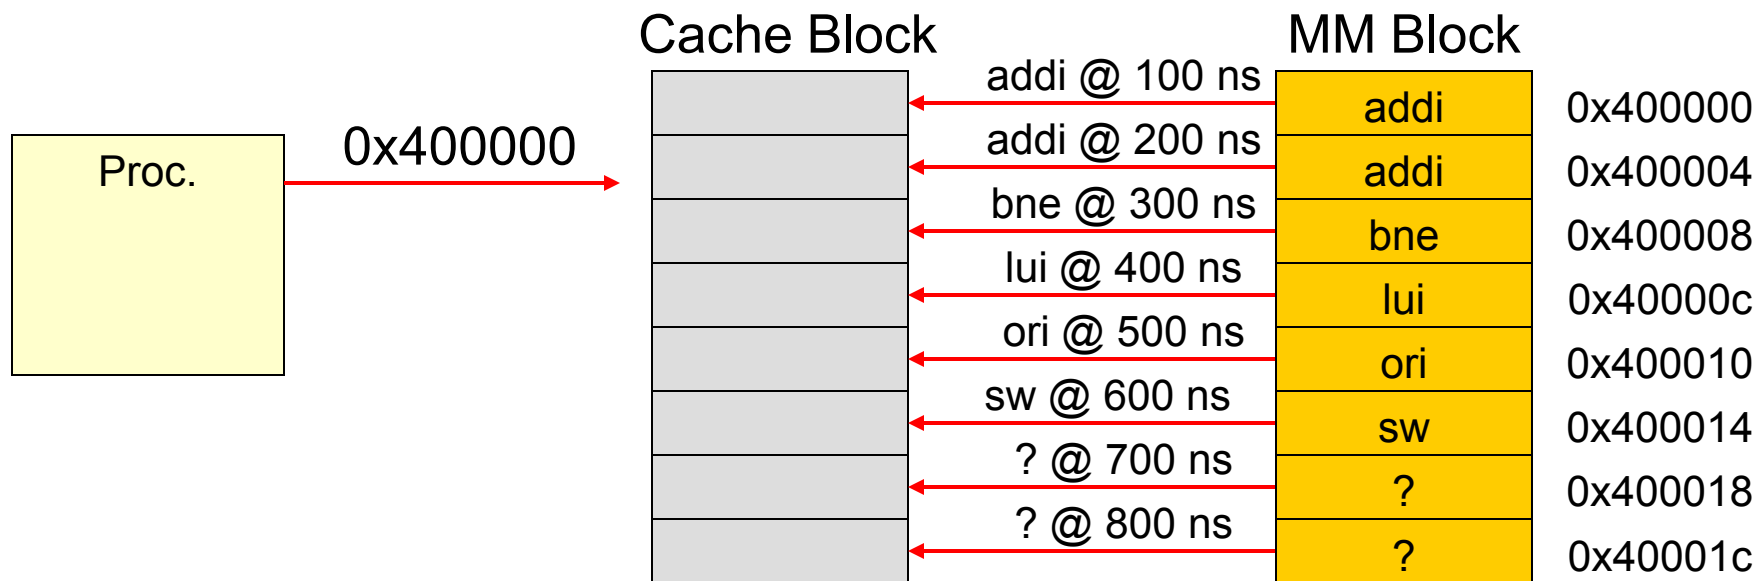 Cache Block
MM Block
addi @ 100 ns
addi
0x400000
Proc.
0x400000
addi @ 200 ns
addi
0x400004
bne @ 300 ns
bne
0x400008
lui @ 400 ns
lui
0x40000c
ori @ 500 ns
ori
0x400010
sw @ 600 ns
sw
0x400014
? @ 700 ns
?
0x400018
? @ 800 ns
?
0x40001c